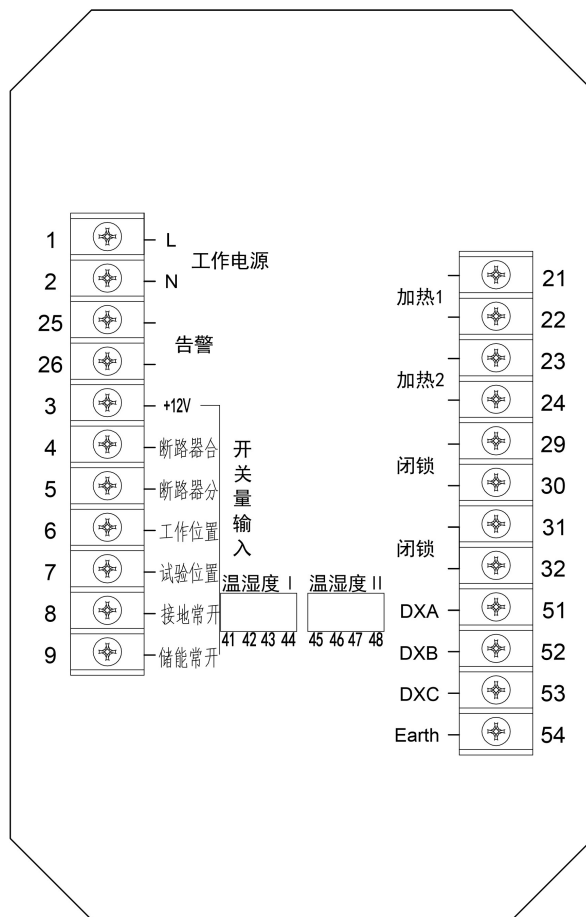 1 L
工作电源
2 N
25
告警
26
3 +12V
4 断路器合
5 断路器分
6 工作位置
7 试验位置
8 接地常开
9 储能常开
开关量输入
温湿度 I
41 42 43 44
温湿度 II
45 46 47 48
21
加热1
22
23
加热2
24
29
闭锁
30
31
闭锁
32
DXA 51
DXB 52
DXC 53
Earth 54